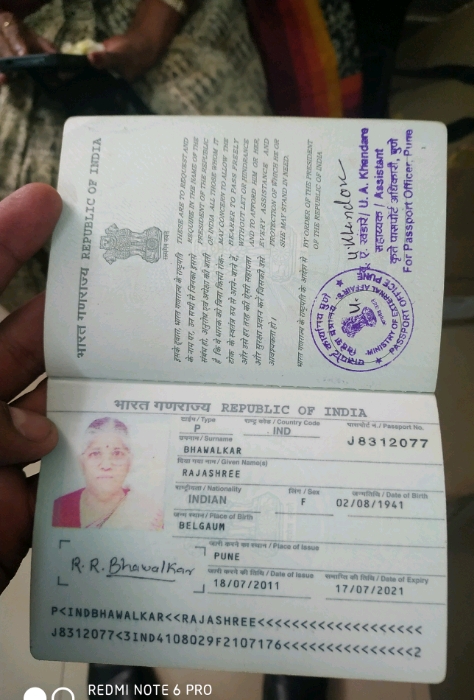 भारत गणराज्य REPUBLIC OF INDIA
THESE ARE TO REQUEST AND
REQUIRE IN THE NAME OF THE
PRESIDENT OF THE REPUBLIC
OF INDIA ALL THOSE WHOM IT
MAY CONCERN TO ALLOW THE
BEARER TO PASS FREELY
WITHOUT LET OR HINDRANCE
AND TO AFFORD HIM OR HER
EVERY ASSISTANCE AND
PROTECTION OF WHICH HE OR
SHE MAY STAND IN NEED.
BY ORDER OF THE PRESIDENT
OF THE REPUBLIC OF INDIA
U. A. Khendare
सहाय्यक / Assistant
कृते पासपोर्ट अधिकारी, पुणे
For Passport Officer, Pune
MINISTRY OF EXTERNAL AFFAIRS
PASSPORT OFFICE PUNE
भारत गणराज्य REPUBLIC OF INDIA
टाईप / Type
राष्ट्र कोड / Country Code
पासपोर्ट नं. / Passport No.
P
IND
J8312077
उपनाम / Surname
BHAWALKAR
दिया गया नाम / Given Name(s)
RAJASHREE
राष्ट्रीयता / Nationality
लिंग / Sex
जन्मतिथि / Date of Birth
INDIAN
F
02/08/1941
जन्म स्थान / Place of Birth
BELGAUM
जारी करने का स्थान / Place of Issue
PUNE
R. R. Bhawalkar
जारी करने की तिथि / Date of Issue
समाप्ति की तिथि / Date of Expiry
18/07/2011
17/07/2021
P<INDBHAWALKAR<<RAJASHREE<<<<<<<<<<<<<<<<<<<
J8312077<3IND4108029F2107176<<<<<<<<<<<<<<2
REDMI NOTE 6 PRO